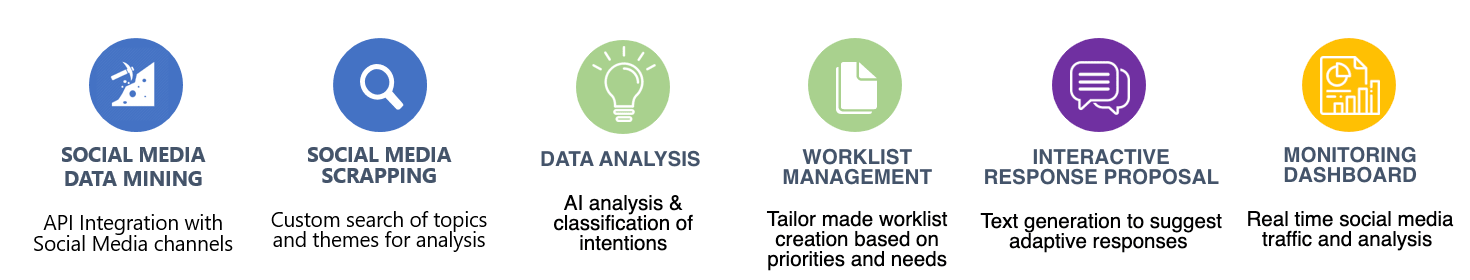 SOCIAL MEDIA
DATA MINING
API Integration with
Social Media channels
SOCIAL MEDIA
SCRAPPING
Custom search of topics
and themes for analysis
DATA ANALYSIS
AI analysis &
classification of
intentions
WORKLIST
MANAGEMENT
Tailor made worklist
creation based on
priorities and needs
INTERACTIVE
RESPONSE PROPOSAL
Text generation to suggest
adaptive responses
MONITORING
DASHBOARD
Real time social media
traffic and analysis